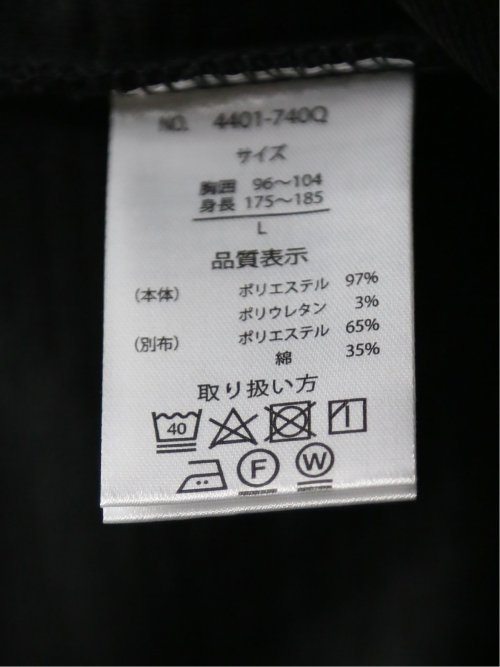 NO. 4401-740Q
サイズ
胸囲 96～104
身長 175～185
L
品質表示
(本体) ポリエステル 97%
ポリウレタン 3%
(別布) ポリエステル 65%
綿 35%
取り扱い方
40
F W